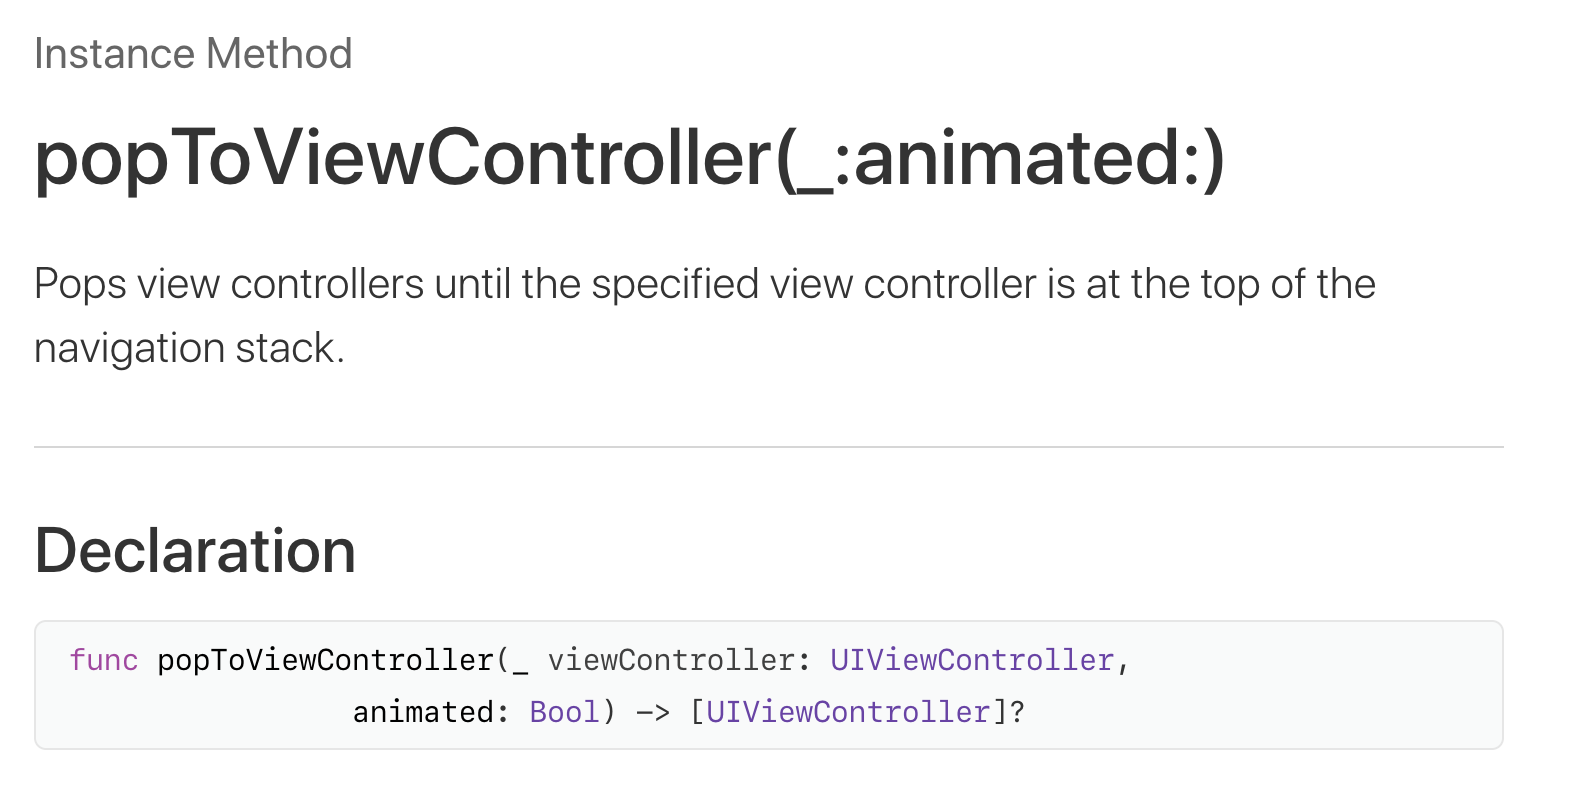 Instance Method
popToViewController(_:animated:)
Pops view controllers until the specified view controller is at the top of the
navigation stack.
Declaration
func popToViewController(_ viewController: UIViewController,
animated: Bool) -> [UIViewController]?